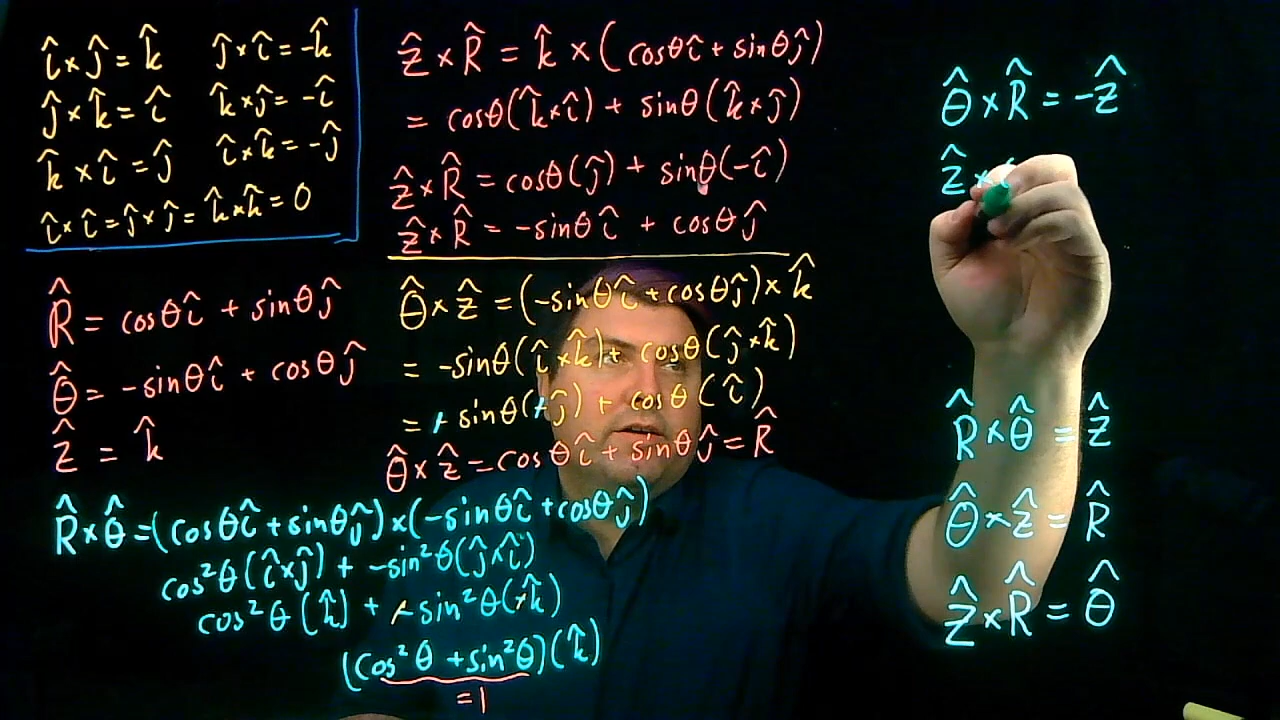 î×ĵ = k̂   ĵ×î = -k̂
ĵ×k̂ = î   k̂×ĵ = -î
k̂×î = ĵ   î×k̂ = -ĵ
î×î = ĵ×ĵ = k̂×k̂ = 0
R̂ = cosθî + sinθĵ
θ̂ = -sinθî + cosθĵ
ẑ = k̂
ẑ×R̂ = k̂×(cosθî + sinθĵ)
= cosθ(k̂×î) + sinθ(k̂×ĵ)
ẑ×R̂ = cosθ(ĵ) + sinθ(-î)
ẑ×R̂ = -sinθî + cosθĵ
θ̂×ẑ = (-sinθî + cosθĵ)×k̂
= -sinθ(î×k̂) + cosθ(ĵ×k̂)
= + sinθ(+ĵ) + cosθ(î)
θ̂×ẑ = cosθî + sinθĵ = R̂
R̂×θ̂ = (cosθî + sinθĵ)×(-sinθî + cosθĵ)
cos²θ(î×ĵ) + -sin²θ(ĵ×î)
cos²θ(k̂) + sin²θ(+k̂)
(cos²θ + sin²θ)(k̂)
= 1
θ̂×R̂ = -ẑ
ẑ×
R̂×θ̂ = ẑ
θ̂×ẑ = R̂
ẑ×R̂ = θ̂